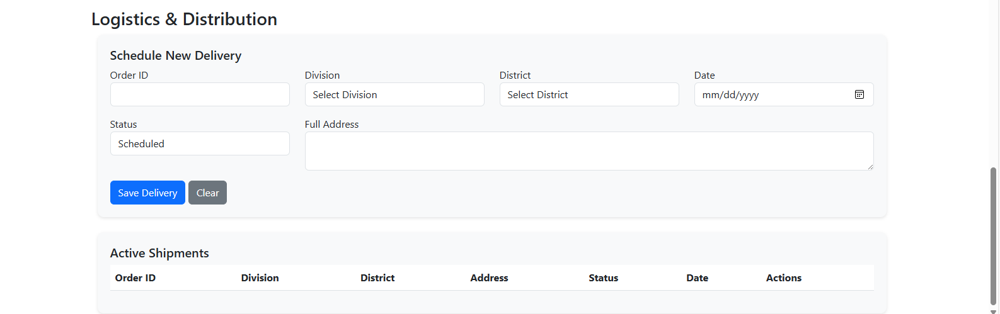 Logistics & Distribution
Schedule New Delivery
Order ID Division District Date
Select Division Select District mm/dd/yyyy
Status Full Address
Scheduled
Save Delivery Clear
Active Shipments
Order ID Division District Address Status Date Actions